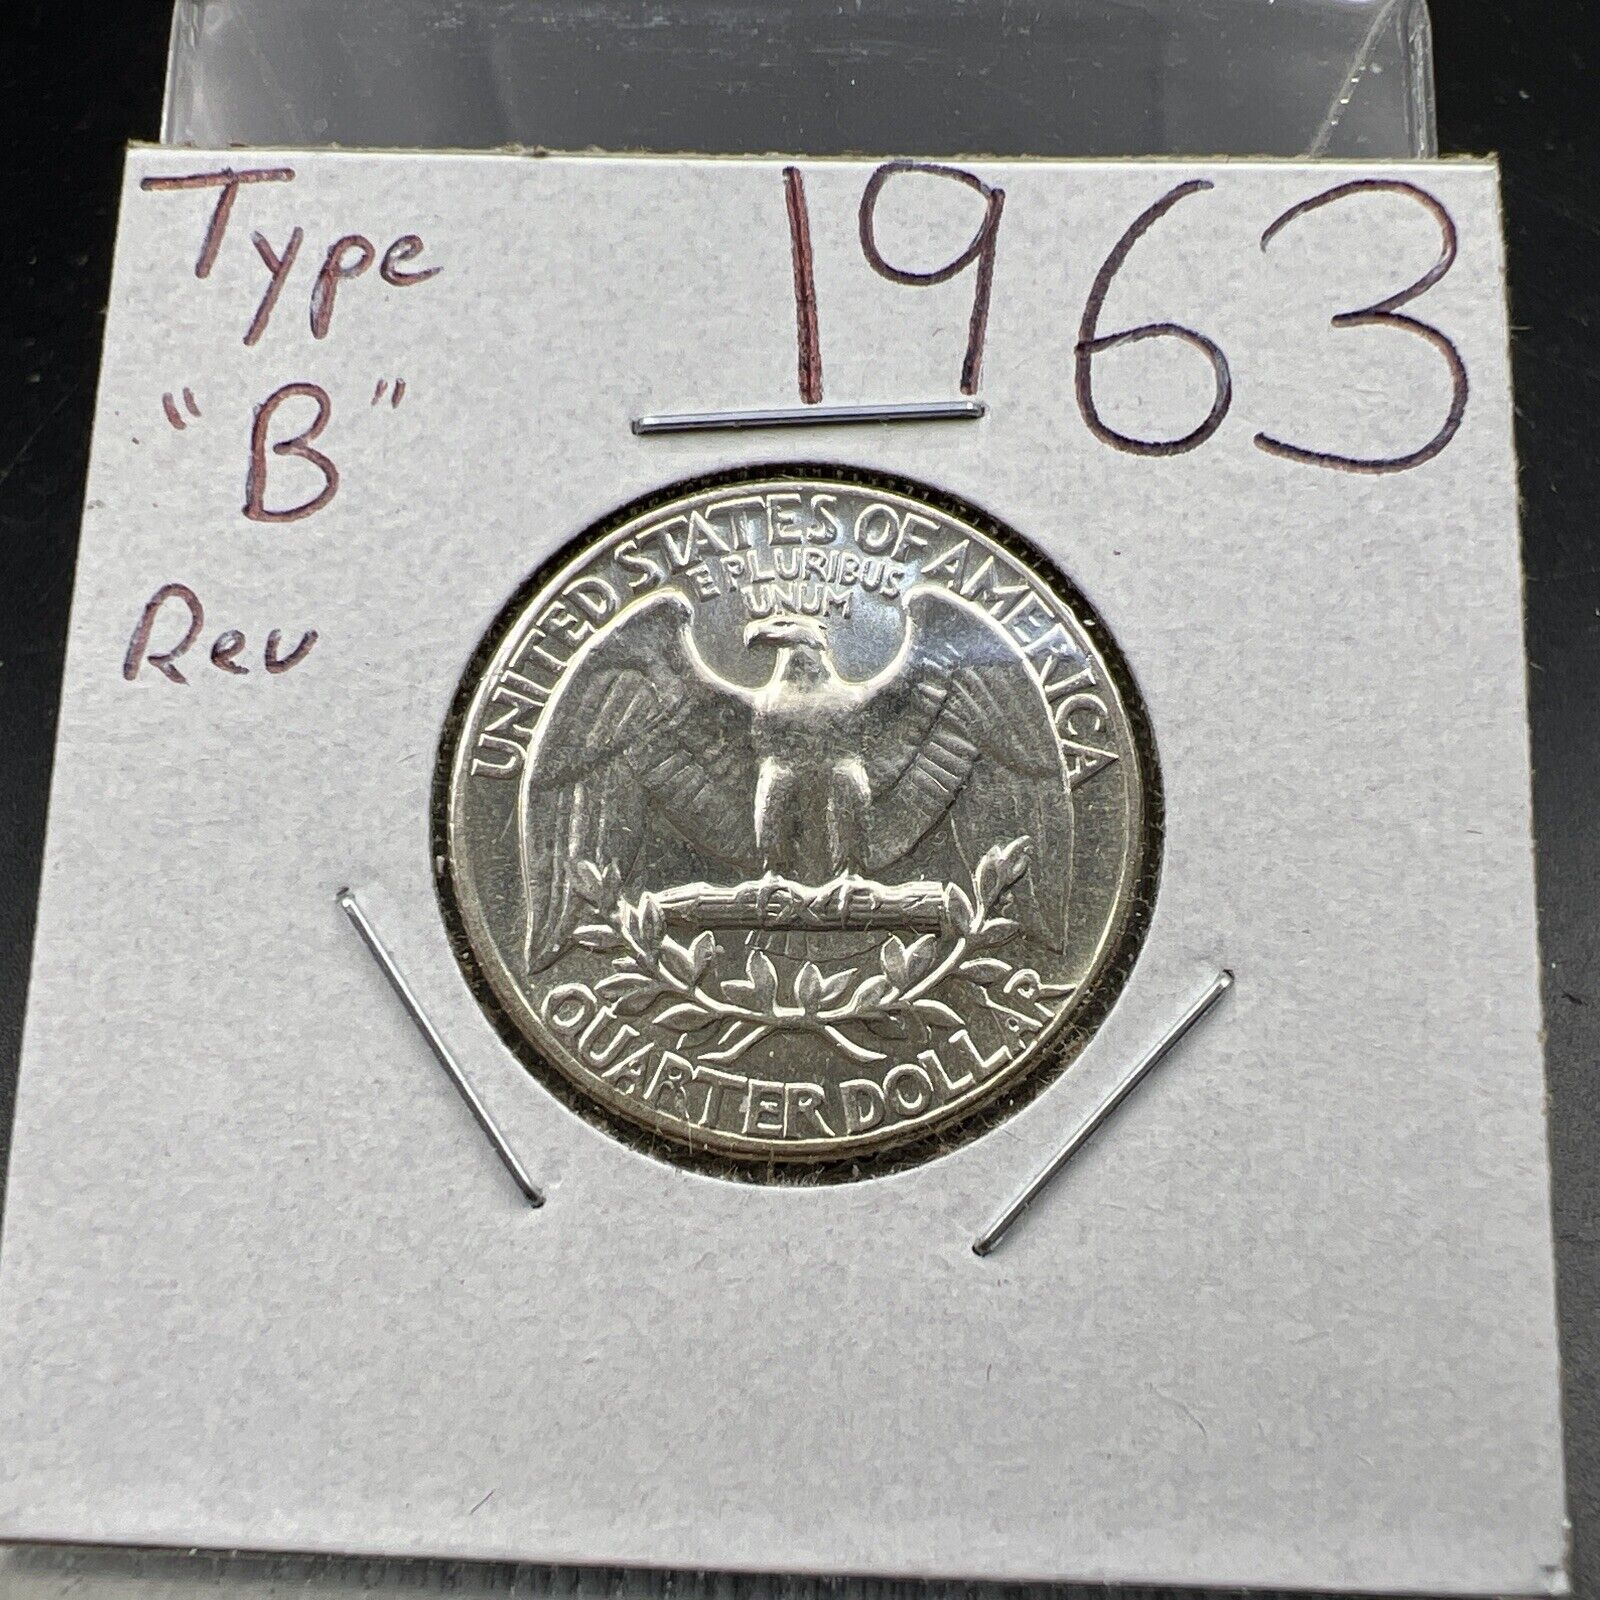 Type 1963
"B"
Rev
UNITED STATES OF AMERICA
E PLURIBUS
UNUM
QUARTER DOLLAR